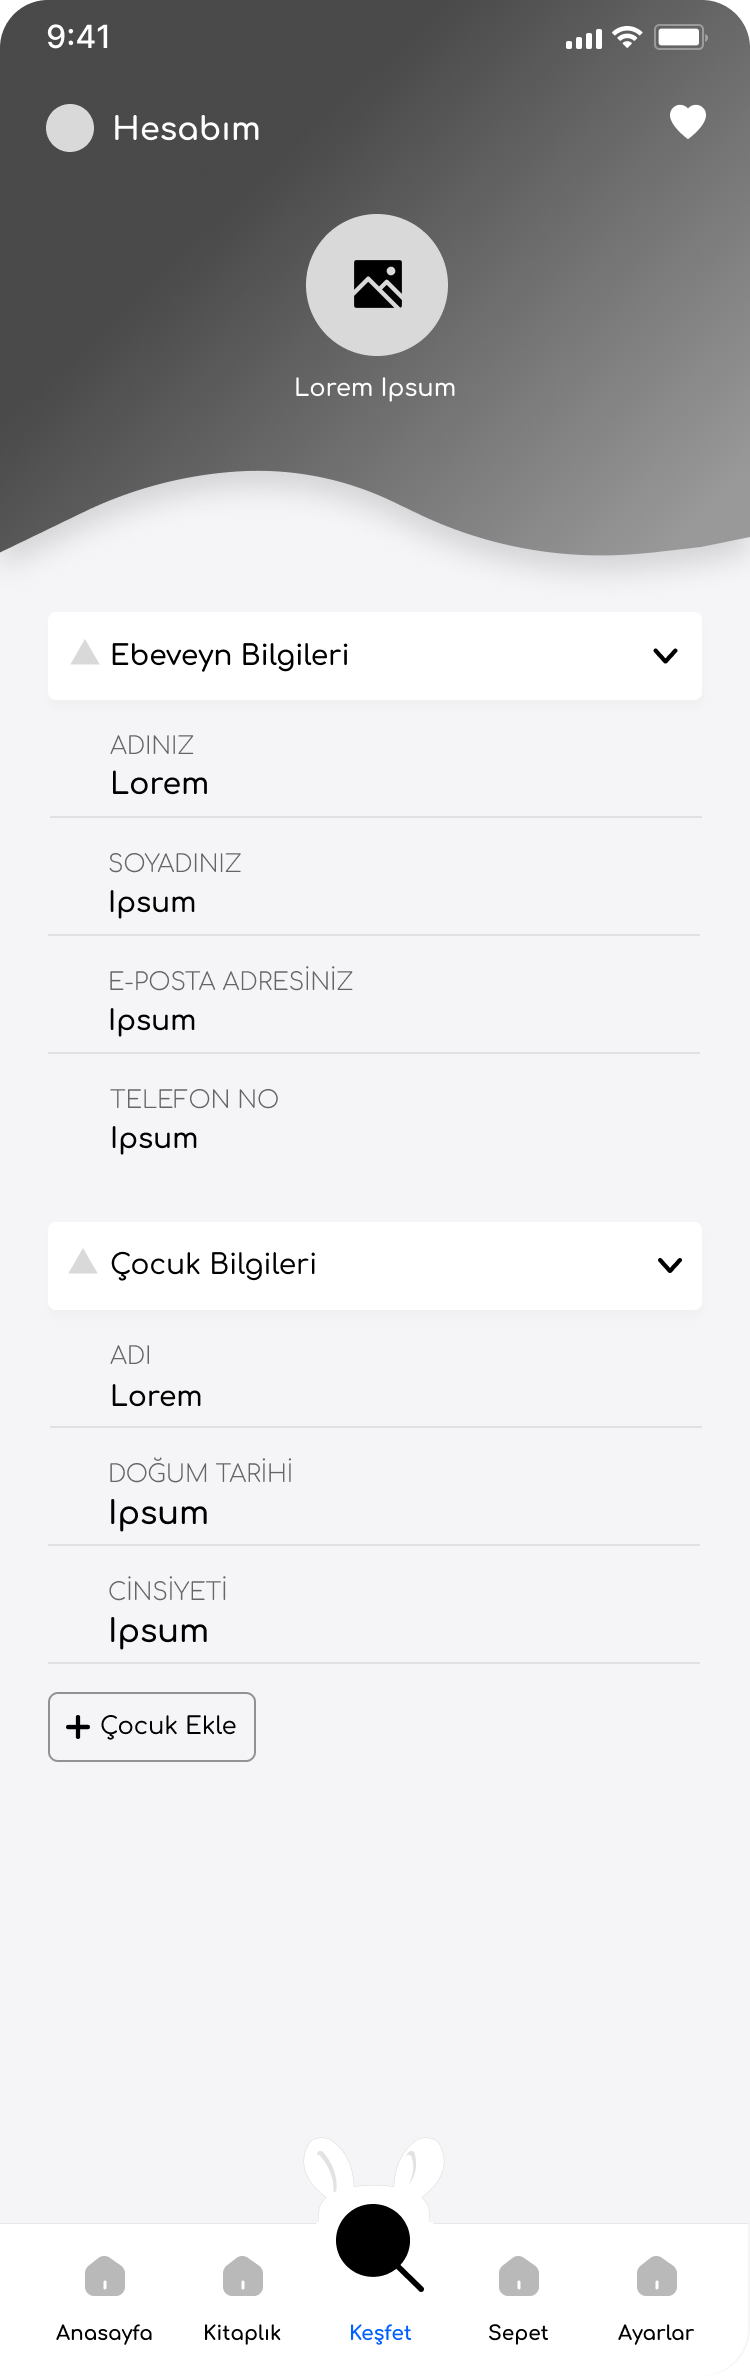 9:41
Hesabım
Lorem Ipsum
Ebeveyn Bilgileri
ADINIZ
Lorem
SOYADINIZ
Ipsum
E-POSTA ADRESİNİZ
Ipsum
TELEFON NO
Ipsum
Çocuk Bilgileri
ADI
Lorem
DOĞUM TARİHİ
Ipsum
CİNSİYETİ
Ipsum
Çocuk Ekle
Anasayfa Kitaplık Keşfet Sepet Ayarlar